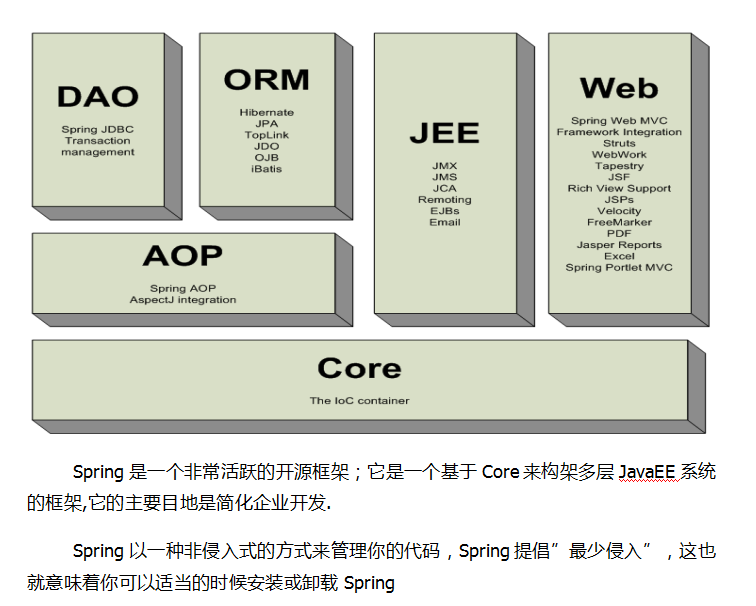 DAO
Spring JDBC
Transaction
management
ORM
Hibernate
JPA
TopLink
JDO
OJB
iBatis
JEE
JMX
JMS
JCA
Remoting
EJBs
Email
Web
Spring Web MVC
Framework Integration
Struts
WebWork
Tapestry
JSF
Rich View Support
JSPs
Velocity
FreeMarker
PDF
Jasper Reports
Excel
Spring Portlet MVC
AOP
Spring AOP
AspectJ integration
Core
The IoC container
Spring 是一个非常活跃的开源框架；它是一个基于 Core 来构架多层 JavaEE 系统
的框架,它的主要目地是简化企业开发.
Spring 以一种非侵入式的方式来管理你的代码，Spring 提倡”最少侵入”，这也
就意味着你可以适当的时候安装或卸载 Spring